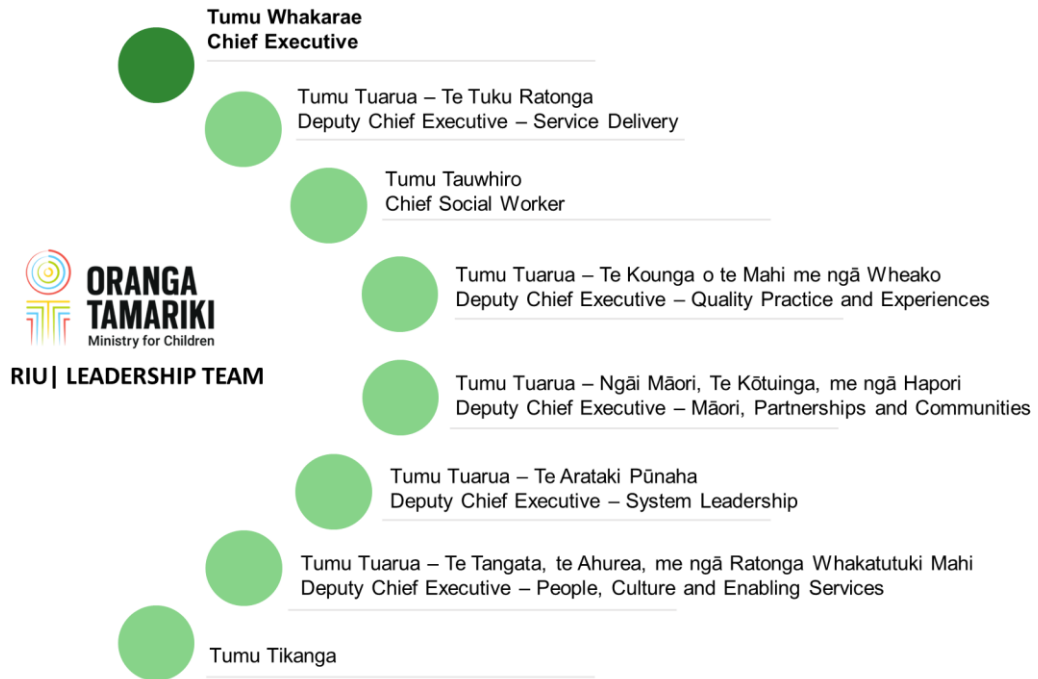 Tumu Whakarae
Chief Executive
Tumu Tuarua – Te Tuku Ratonga
Deputy Chief Executive – Service Delivery
Tumu Tauwhiro
Chief Social Worker
Tumu Tuarua – Te Kounga o te Mahi me ngā Wheako
Deputy Chief Executive – Quality Practice and Experiences
ORANGA
TAMARIKI
Ministry for Children
RIU| LEADERSHIP TEAM
Tumu Tuarua – Ngāi Māori, Te Kōtuinga, me ngā Hapori
Deputy Chief Executive – Māori, Partnerships and Communities
Tumu Tuarua – Te Arataki Pūnaha
Deputy Chief Executive – System Leadership
Tumu Tuarua – Te Tangata, te Ahurea, me ngā Ratonga Whakatutuki Mahi
Deputy Chief Executive – People, Culture and Enabling Services
Tumu Tikanga